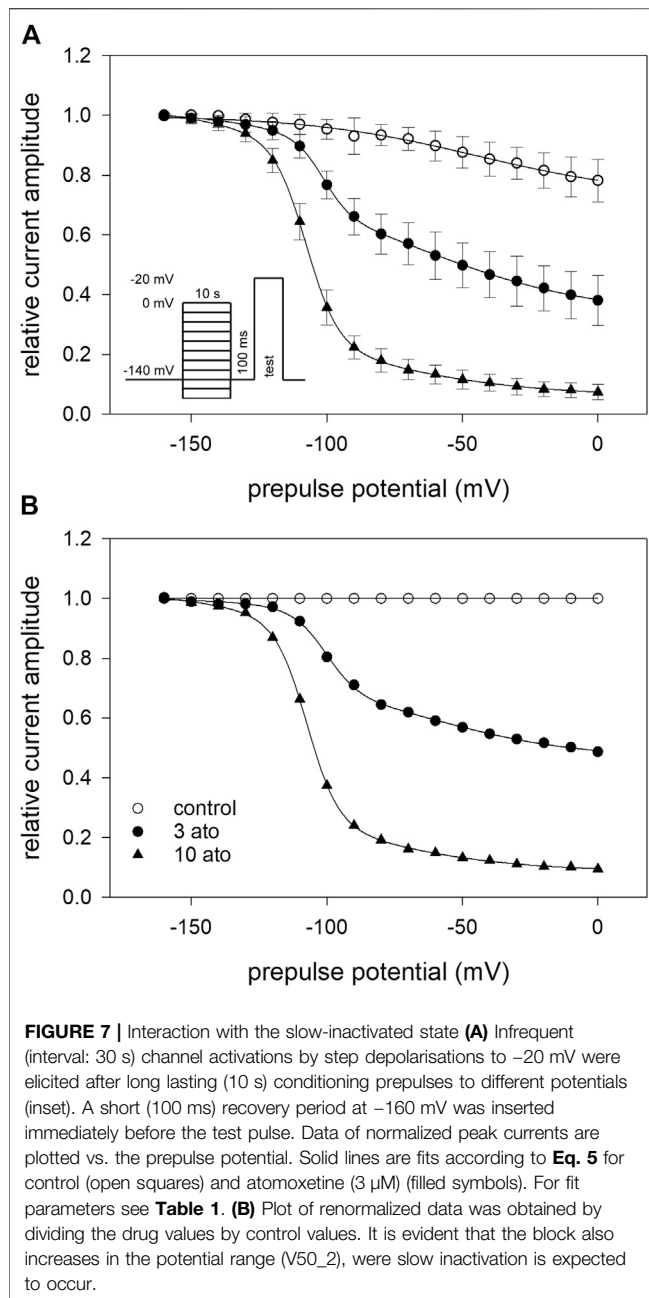 A
1.2
1.0
0.8
0.6
0.4
0.2
0.0
relative current amplitude
-20 mV
0 mV
10 s
-140 mV
100 ms
test
-150
-100
-50
0
prepulse potential (mV)
B
1.2
1.0
0.8
0.6
0.4
0.2
0.0
relative current amplitude
control
3 ato
10 ato
-150
-100
-50
0
prepulse potential (mV)
FIGURE 7 | Interaction with the slow-inactivated state (A) Infrequent
(interval: 30 s) channel activations by step depolarisations to −20 mV were
elicited after long lasting (10 s) conditioning prepulses to different potentials
(inset). A short (100 ms) recovery period at −160 mV was inserted
immediately before the test pulse. Data of normalized peak currents are
plotted vs. the prepulse potential. Solid lines are fits according to Eq. 5 for
control (open squares) and atomoxetine (3 µM) (filled symbols). For fit
parameters see Table 1. (B) Plot of renormalized data was obtained by
dividing the drug values by control values. It is evident that the block also
increases in the potential range (V50_2), were slow inactivation is expected
to occur.